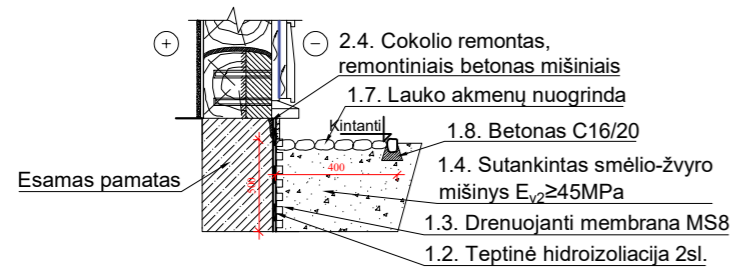 +
−
2.4. Cokolio remontas,
remontiniais betonas mišiniais
1.7. Lauko akmenų nuogrinda
Kintanti
1.8. Betonas C16/20
400
1.4. Sutankintas smėlio-žvyro
mišinys Ev2≥45MPa
Esamas pamatas
1.3. Drenuojanti membrana MS8
1.2. Teptinė hidroizoliacija 2sl.